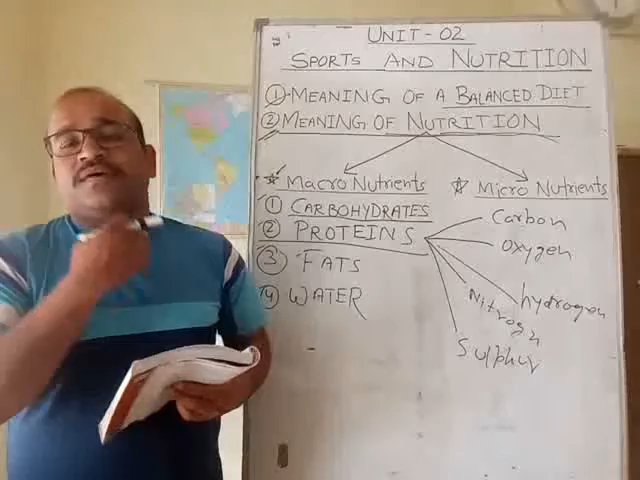 UNIT-02
SPORTS AND NUTRITION
① MEANING OF A BALANCED DIET
② MEANING OF NUTRITION
☆ Macro Nutrients
☆ Micro Nutrients
① CARBOHYDRATES
② PROTEINS
③ FATS
④ WATER
Carbon
Oxygen
hydrogen
Nitrogn
Sulphur